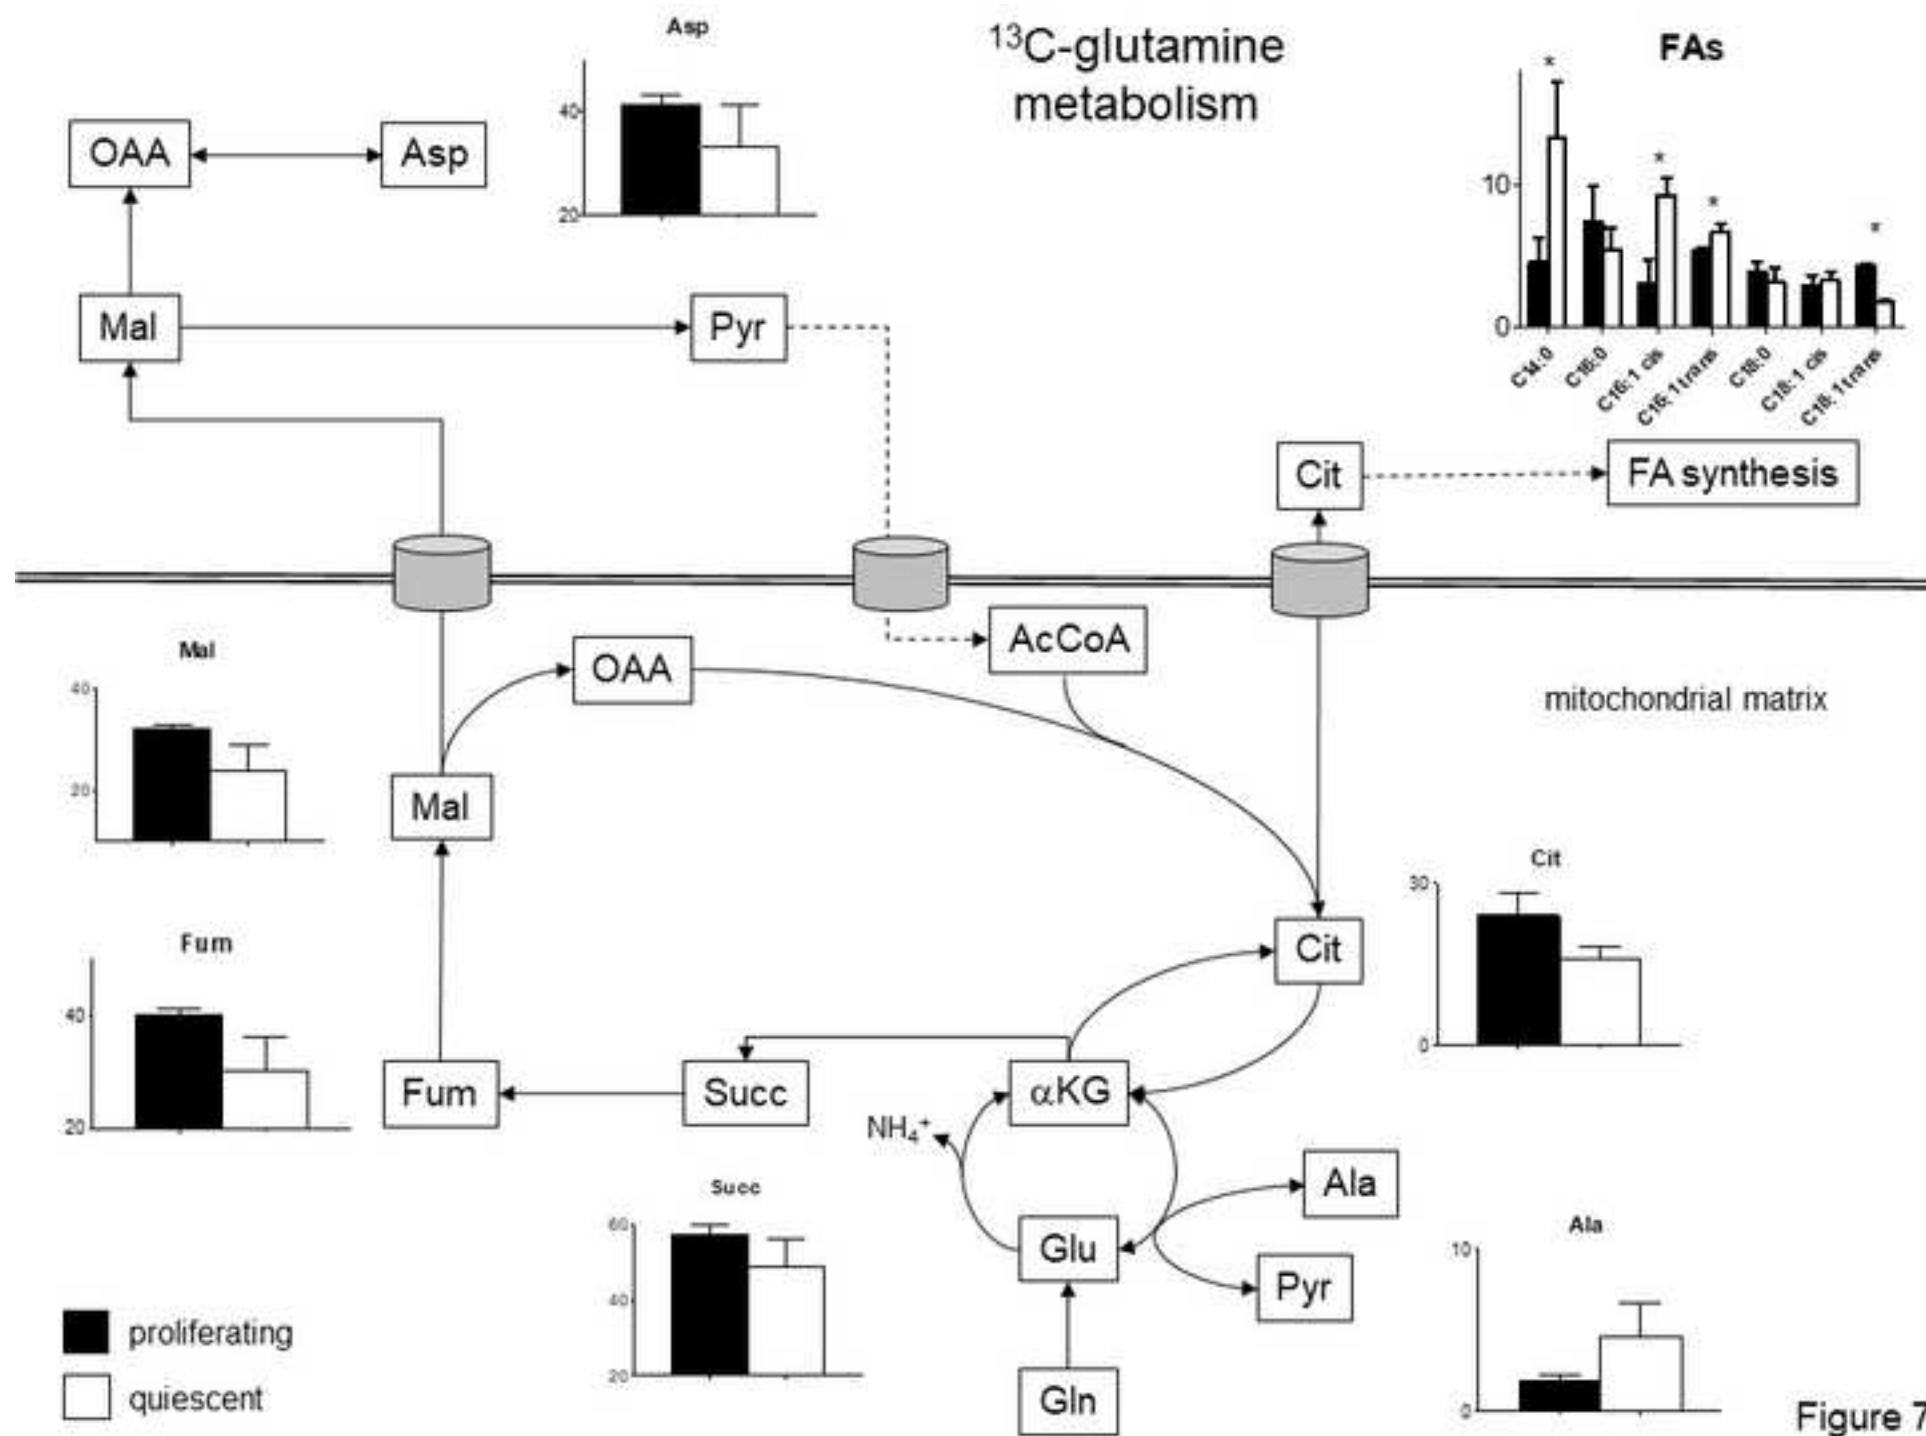 Asp
¹³C-glutamine
metabolism
FAs
*
40
20
OAA
Asp
Mal
Pyr
*
*
*
10
0
C14:0
C16:0
C16:1 cis
C16:1 trans
C18:0
C18:1 cis
C18:1 trans
Cit
FA synthesis
Mal
40
20
OAA
AcCoA
mitochondrial matrix
Mal
Cit
30
0
Fum
40
20
Cit
Fum
Succ
αKG
NH₄⁺
Ala
Succ
60
40
20
Glu
Pyr
Ala
10
0
proliferating
quiescent
Gln
Figure 7